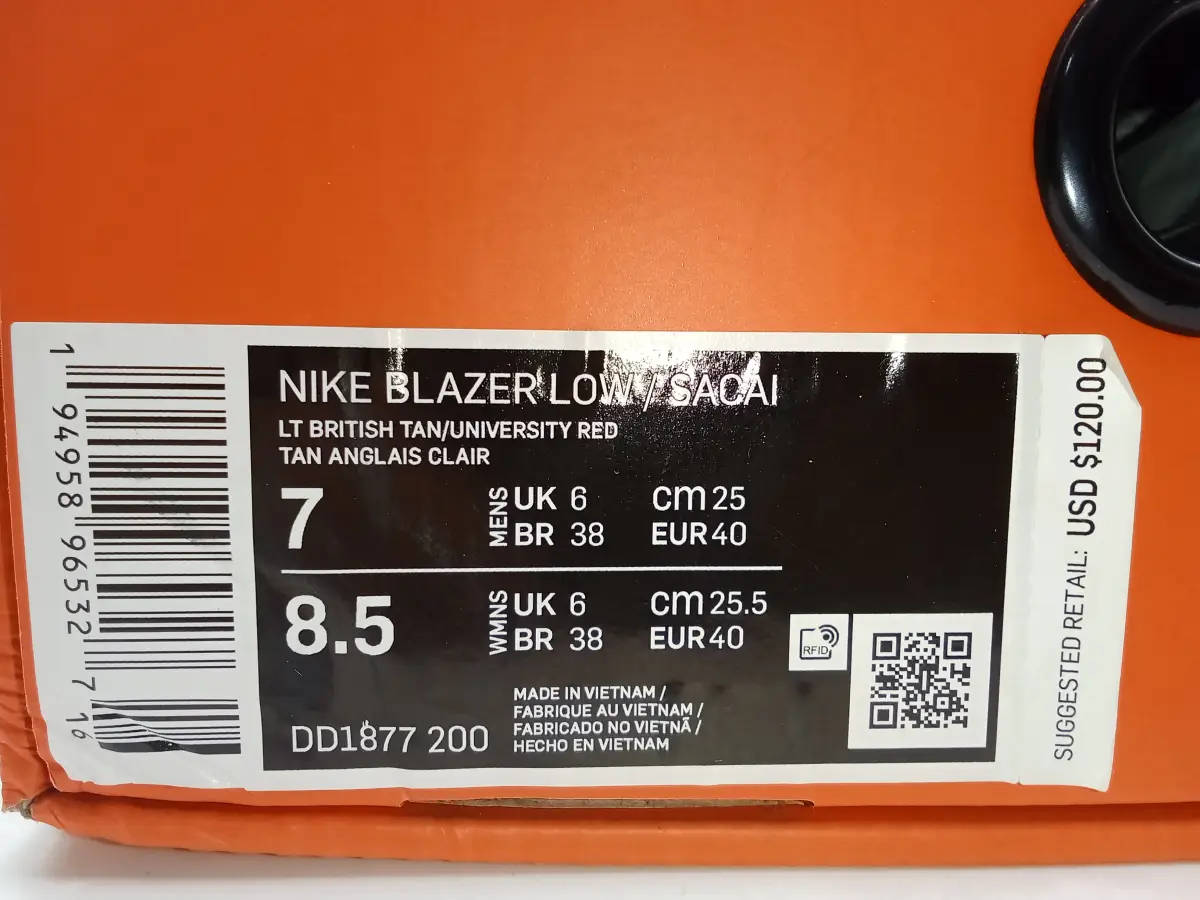 1 94958 96532 7 16
NIKE BLAZER LOW / SACAI
LT BRITISH TAN/UNIVERSITY RED
TAN ANGLAIS CLAIR
7
MENS
UK 6 cm 25
BR 38 EUR 40
8.5
WMNS
UK 6 cm 25.5
BR 38 EUR 40
DD1877 200
MADE IN VIETNAM /
FABRIQUE AU VIETNAM /
FABRICADO NO VIETNÃ /
HECHO EN VIETNAM
RFID
SUGGESTED RETAIL: USD $120.00